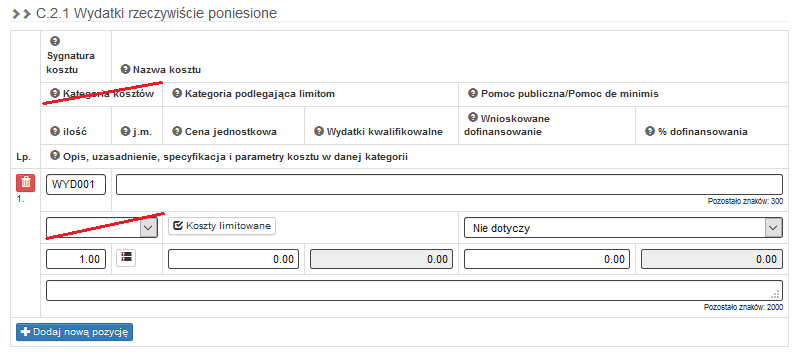 C.2.1 Wydatki rzeczywiście poniesione
Sygnatura
kosztu
Nazwa kosztu
Kategoria kosztów
Kategoria podlegająca limitom
Pomoc publiczna/Pomoc de minimis
ilość
j.m.
Cena jednostkowa
Wydatki kwalifikowalne
Wnioskowane
dofinansowanie
% dofinansowania
Lp.
Opis, uzasadnienie, specyfikacja i parametry kosztu w danej kategorii
1.
WYD001
Pozostało znaków: 300
Koszty limitowane
Nie dotyczy
1.00
0.00
0.00
0.00
0.00
Pozostało znaków: 2000
Dodaj nową pozycję